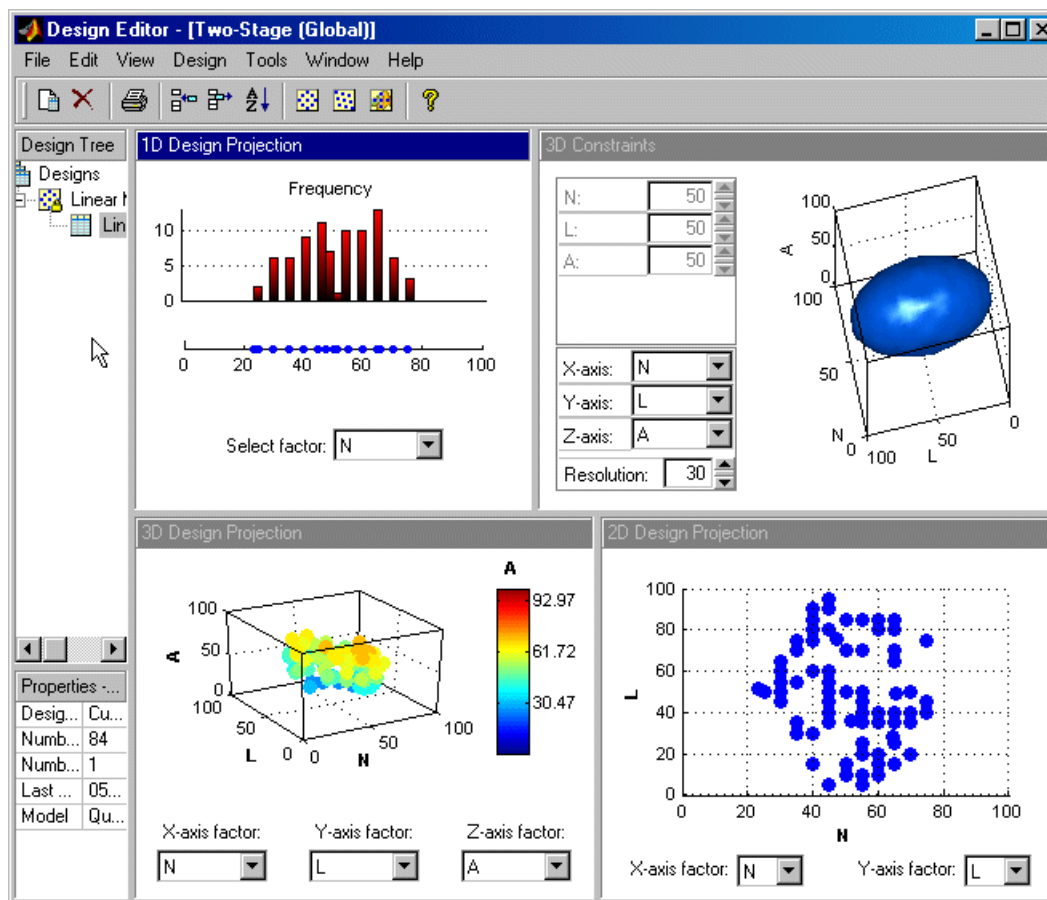 Design Editor - [Two-Stage (Global)]
File Edit View Design Tools Window Help
Design Tree
Designs
Linear
Lin
Properties -...
Desig... Cu...
Numb... 84
Numb... 1
Last ... 05...
Model Qu...
1D Design Projection
Frequency
10
5
0
0 20 40 60 80 100
Select factor: N
3D Constraints
N: 50
L: 50
A: 50
X-axis: N
Y-axis: L
Z-axis: A
Resolution: 30
A
100
50
0
100
50
N
0
100
L
50
0
3D Design Projection
A
100
50
0
100
50
L
0
0
N
50
100
A
92.97
61.72
30.47
X-axis factor: Y-axis factor: Z-axis factor:
N L A
2D Design Projection
L
100
80
60
40
20
0
0 20 40 60 80 100
N
X-axis factor: N Y-axis factor: L